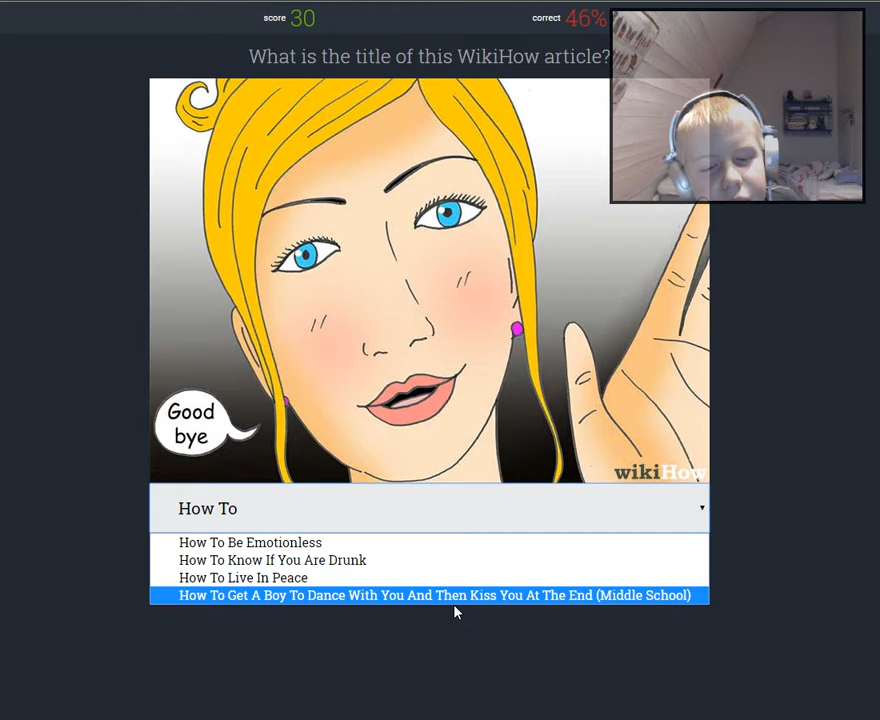 score 30
correct 46%
What is the title of this WikiHow article?
Good
bye
wikiHow
How To
How To Be Emotionless
How To Know If You Are Drunk
How To Live In Peace
How To Get A Boy To Dance With You And Then Kiss You At The End (Middle School)